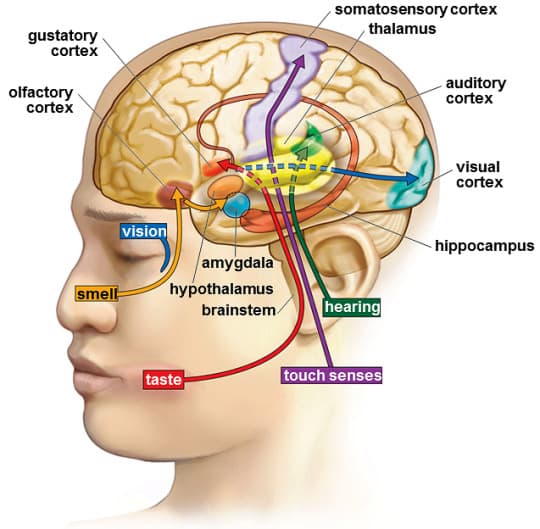 somatosensory cortex
thalamus
gustatory
cortex
auditory
cortex
olfactory
cortex
visual
cortex
vision
hippocampus
amygdala
smell
hypothalamus
brainstem
hearing
taste
touch senses